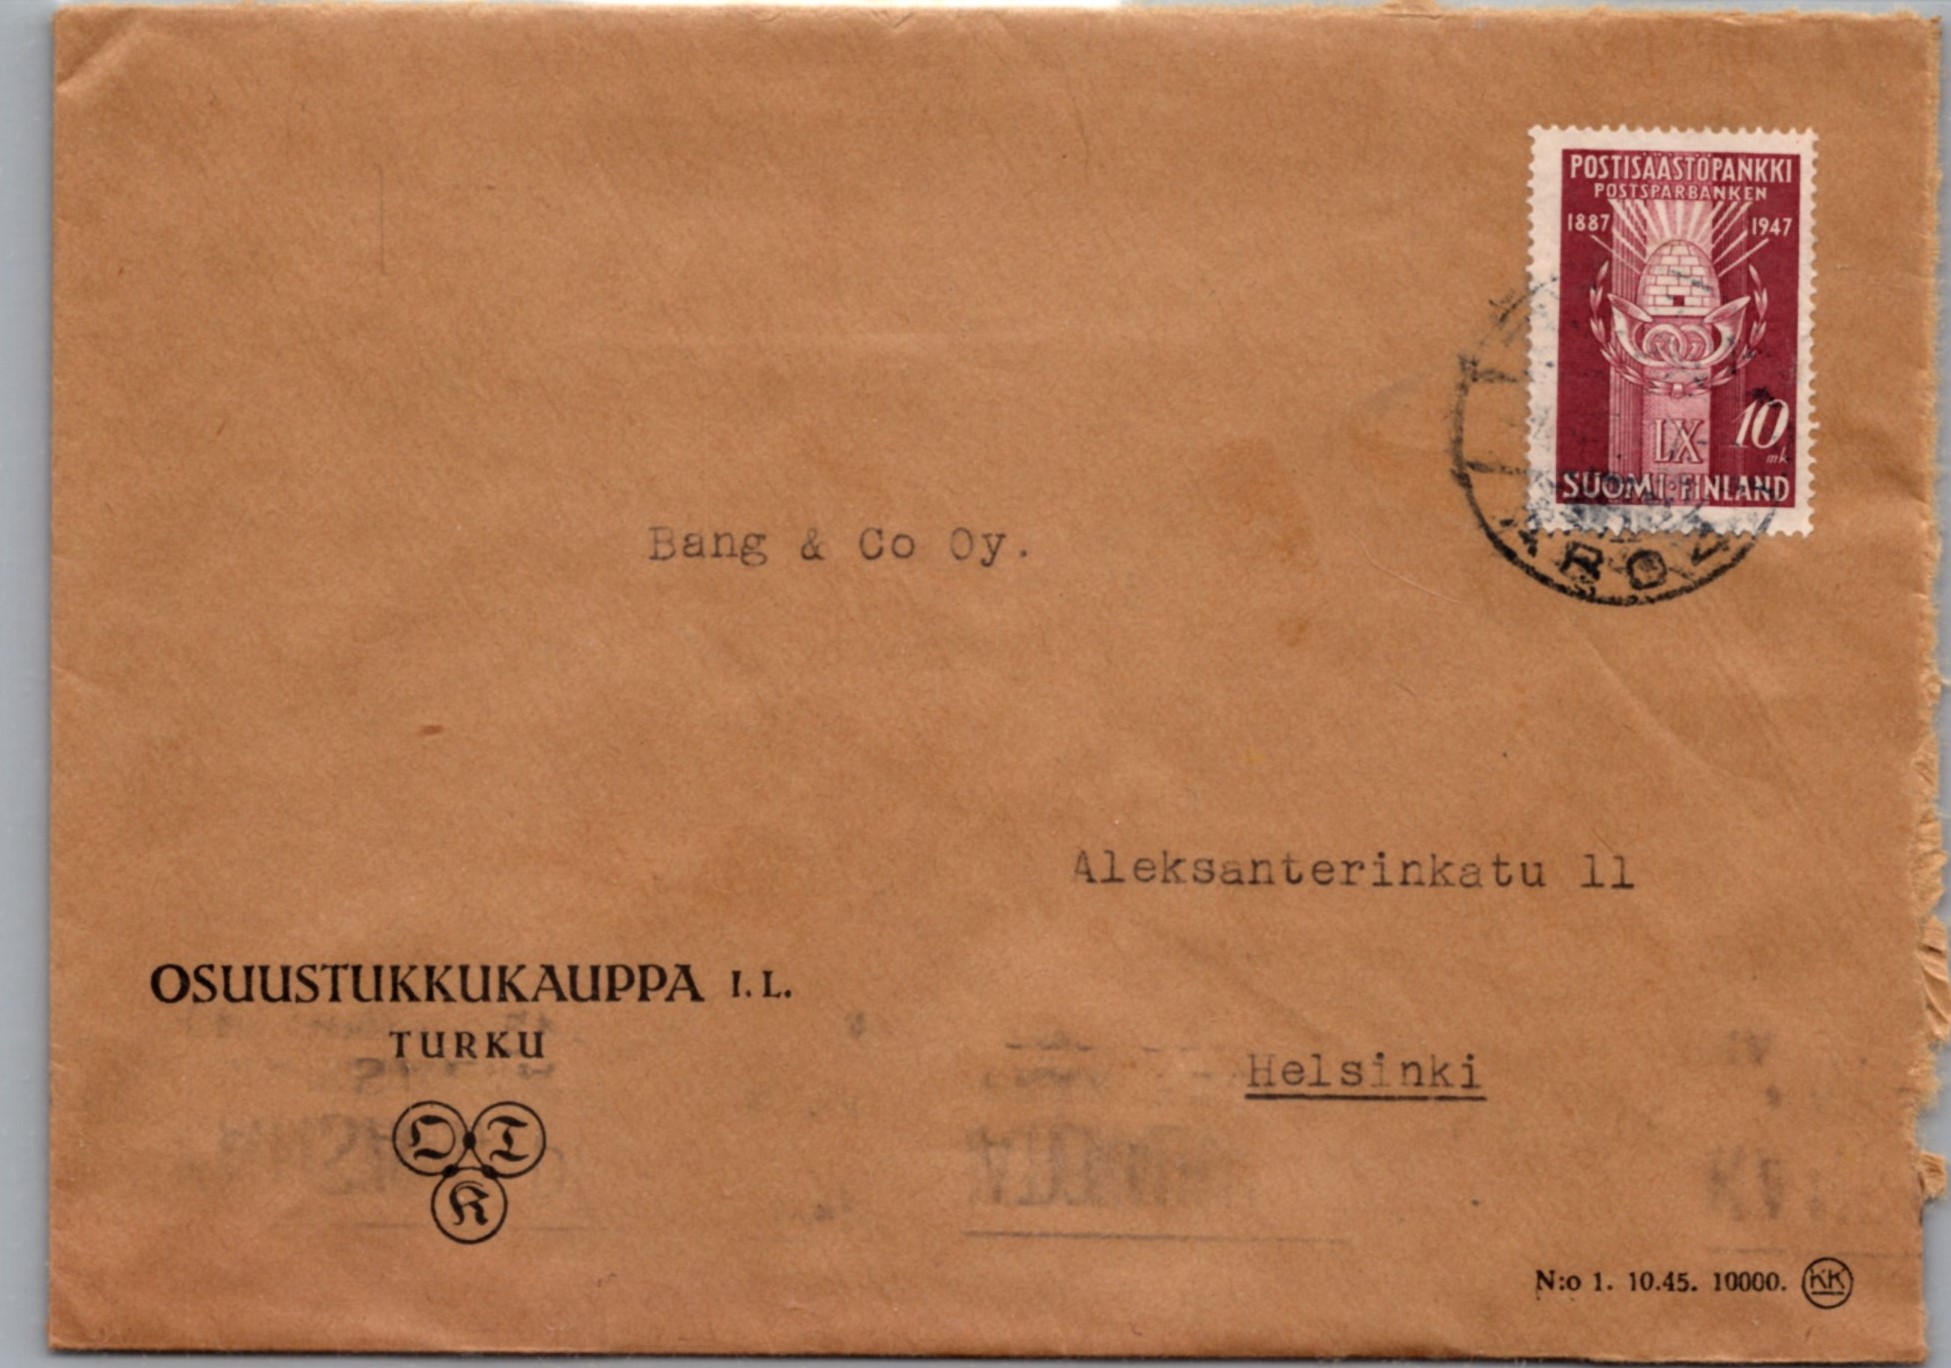 POSTISÄÄSTÖPANKKI
POSTSPARBANKEN
1887 1947
LX
10
mk
SUOMI·FINLAND
Bang & Co Oy.
Aleksanterinkatu 11
Helsinki
OSUUSTUKKUKAUPPA I. L.
TURKU
O T
K
N:o 1. 10.45. 10000. KK